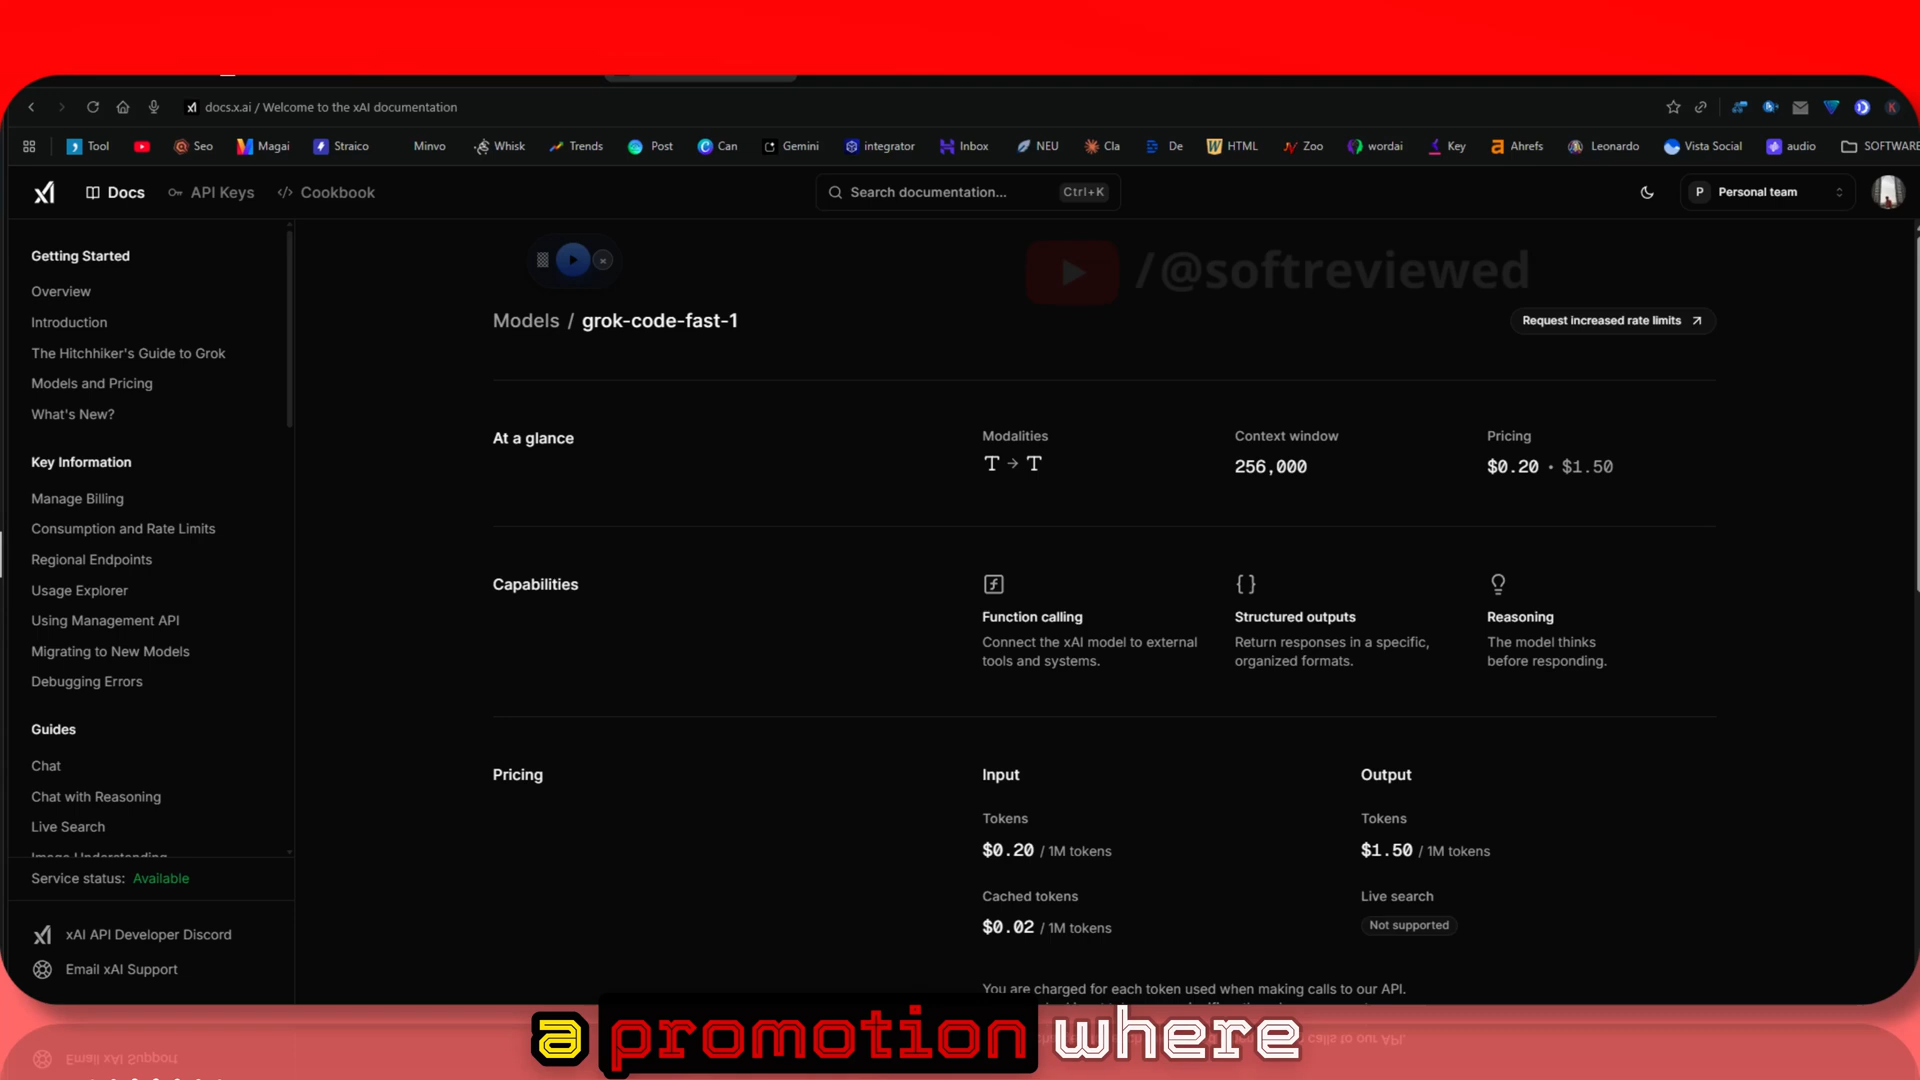 docs.x.ai / Welcome to the xAI documentation
Tool
Seo
Magai
Straico
Minvo
Whisk
Trends
Post
Can
Gemini
integrator
Inbox
NEU
Cla
De
HTML
Zoo
wordai
Key
Ahrefs
Leonardo
Vista Social
audio
SOFTWARE
Docs
API Keys
Cookbook
Search documentation...
Ctrl+K
P
Personal team
Getting Started
Overview
Introduction
The Hitchhiker's Guide to Grok
Models and Pricing
What's New?
Key Information
Manage Billing
Consumption and Rate Limits
Regional Endpoints
Usage Explorer
Using Management API
Migrating to New Models
Debugging Errors
Guides
Chat
Chat with Reasoning
Live Search
Image Understanding
Service status: Available
xAI API Developer Discord
Email xAI Support
/@softreviewed
Models / grok-code-fast-1
Request increased rate limits
At a glance
Modalities
T → T
Context window
256,000
Pricing
$0.20 • $1.50
Capabilities
Function calling
Connect the xAI model to external
tools and systems.
Structured outputs
Return responses in a specific,
organized formats.
Reasoning
The model thinks
before responding.
Pricing
Input
Tokens
$0.20 / 1M tokens
Cached tokens
$0.02 / 1M tokens
Output
Tokens
$1.50 / 1M tokens
Live search
Not supported
You are charged for each token used when making calls to our API.
a promotion where